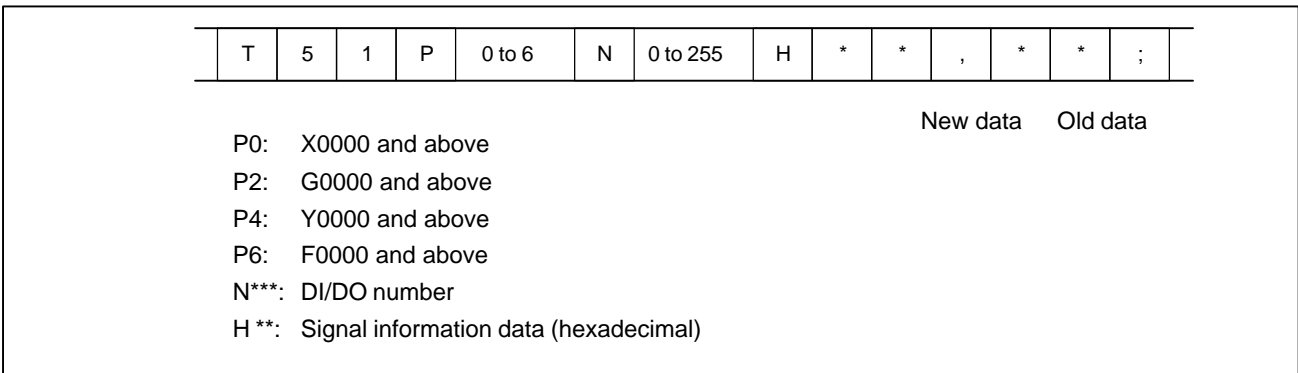 T 5 1 P 0 to 6 N 0 to 255 H * * , * * ;
New data Old data
P0: X0000 and above
P2: G0000 and above
P4: Y0000 and above
P6: F0000 and above
N***: DI/DO number
H **: Signal information data (hexadecimal)